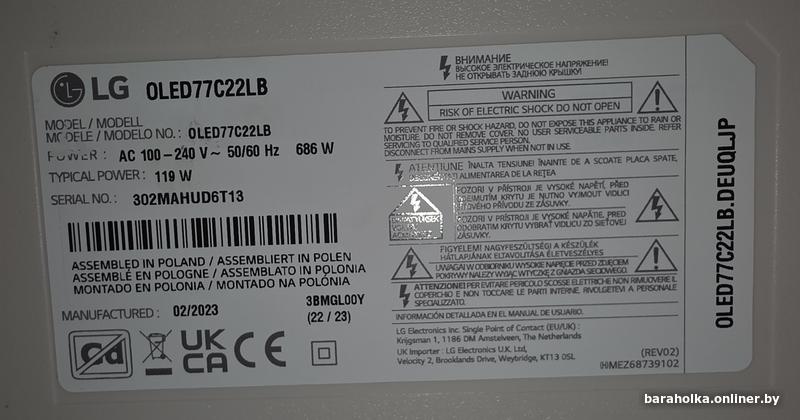 LG OLED77C22LB
MODEL / MODELL
MODELE / MODELO NO.: OLED77C22LB
POWER : AC 100-240 V~ 50/60 Hz 686 W
TYPICAL POWER : 119 W
SERIAL NO.: 302MAHUD6T13
ASSEMBLED IN POLAND / ASSEMBLIERT IN POLEN
ASSEMBLÉ EN POLOGNE / ASSEMBLATO IN POLONIA
MONTADO EN POLONIA / MONTADO NA POLÓNIA
3BMGL00Y
MANUFACTURED : 02/2023 (22 / 23)
Cd
UK
CA
CE
ВНИМАНИЕ
ВЫСОКОЕ ЭЛЕКТРИЧЕСКОЕ НАПРЯЖЕНИЕ!
НЕ ОТКРЫВАТЬ ЗАДНЮЮ КРЫШКУ!
WARNING
RISK OF ELECTRIC SHOCK DO NOT OPEN
TO PREVENT FIRE OR SHOCK HAZARD, DO NOT EXPOSE THIS APPLIANCE TO RAIN OR
MOISTURE. DO NOT REMOVE COVER. NO USER SERVICEABLE PARTS INSIDE. REFER
SERVICING TO QUALIFIED SERVICE PERSON.
DISCONNECT FROM MAINS SUPPLY WHEN NOT IN USE.
ATENŢIUNE ÎNALTA TENSIUNE! ÎNAINTE DE A SCOATE PLACA SPATE,
ALIMENTAREA DE LA REŢEA
POZOR! V PŘÍSTROJI JE VYSOKÉ NAPĚTÍ, PŘED
KRYTU JE NUTNO VYJMOUT VIDLICI
PŘÍVODU ZE ZÁSUVKY.
POZOR! V PRÍSTROJI JE VYSOKÉ NAPÄTIE, PRED
ODOBRATÍM KRYTU VYBRAŤ VIDLICU ZO SIEŤOVEJ
ZÁSUVKY.
FIGYELEM! NAGYFESZÜLTSÉG A KÉSZÜLÉK
HÁTLAPJÁNAK ELTÁVOLÍTÁSA ÉLETVESZÉLYES
UWAGA! W ODBIORNIKU WYSOKIE NAPIĘCIE PRZED ZDJĘCIEM
POKRYWY NALEŻY WYJĄĆ WTYCZKĘ Z GNIAZDA SIECIOWEGO.
ATTENZIONE! PER EVITARE PERICOLO SCOSSE ELETTRICHE NON RIMUOVERE IL
COPERCHIO E NON TOCCARE LE PARTI INTERNE, RIVOLGETEVI A PERSONALE
SPECIALIZZATO.
INFORMACIÓN DETALLADA EN EL MANUAL DE USUARIO.
LG Electronics Inc. Single Point of Contact (EU/UK) :
Krijgsman 1, 1186 DM Amstelveen, The Netherlands
UK Importer : LG Electronics U.K. Ltd,
Velocity 2, Brooklands Drive, Weybridge, KT13 0SL
(REV02)
(H)MEZ68739102
OLED77C22LB.DEUQLJP
baraholka.onliner.by